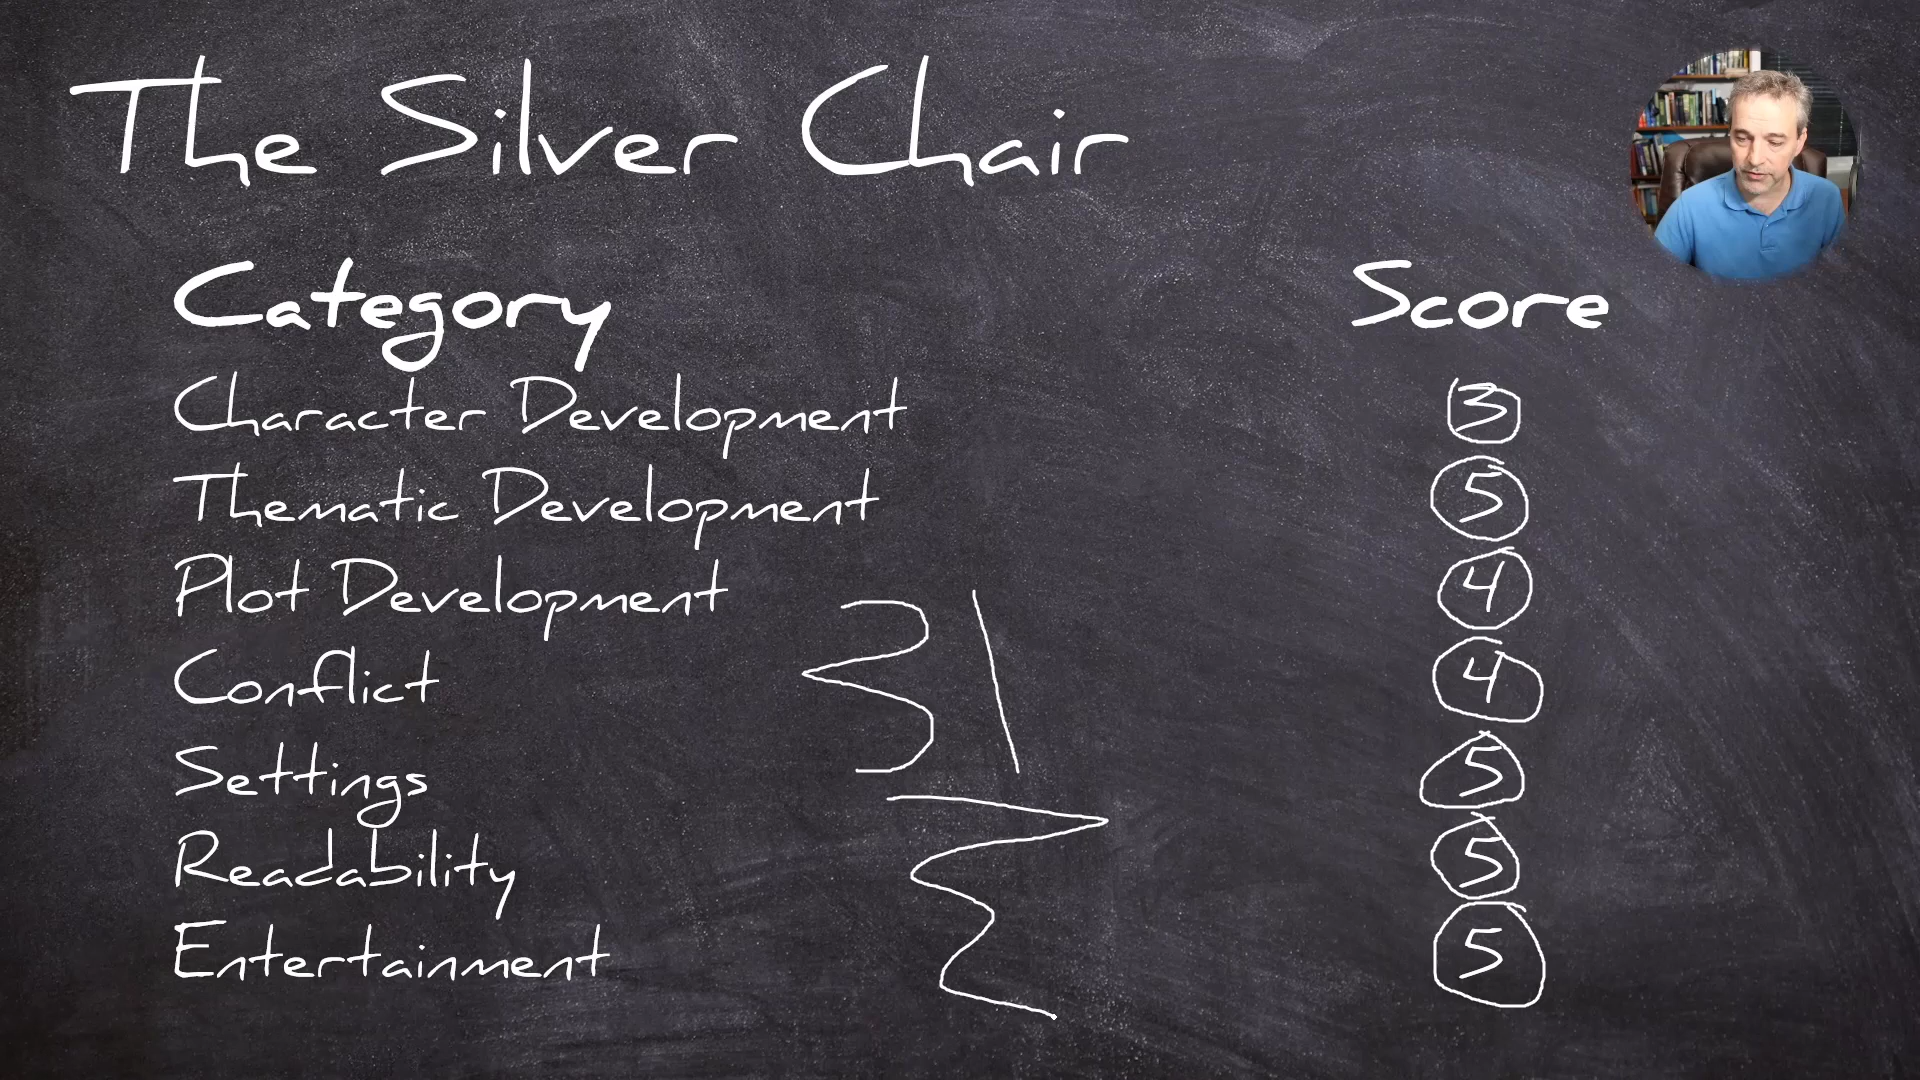 The Silver Chair
Category Score
Character Development 3
Thematic Development 5
Plot Development 4
Conflict 4
Settings 5
Readability 5
Entertainment 5
31